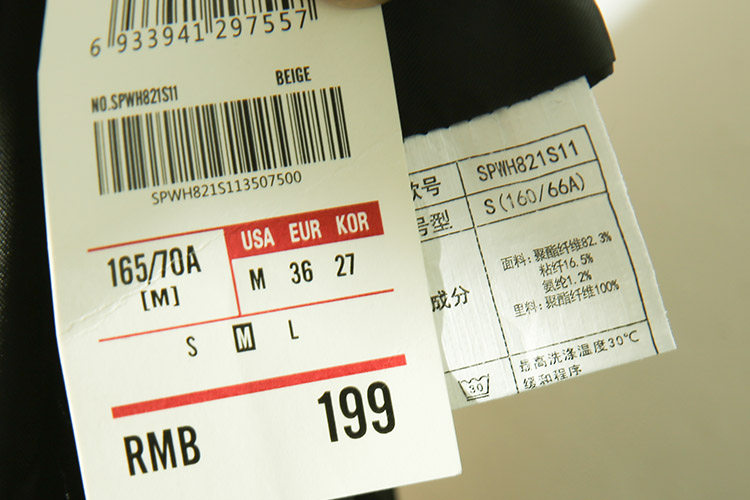 6 933941 297557
BEIGE
NO.SPWH821S11
SPWH821S113507500
USA EUR KOR
165/70A
[M]
M 36 27
S M L
RMB 199
款号 SPWH821S11
号型 S(160/66A)
成分
面料:聚酯纤维82.3%
粘纤16.5%
氨纶1.2%
里料:聚酯纤维100%
30
最高洗涤温度30℃
缓和程序